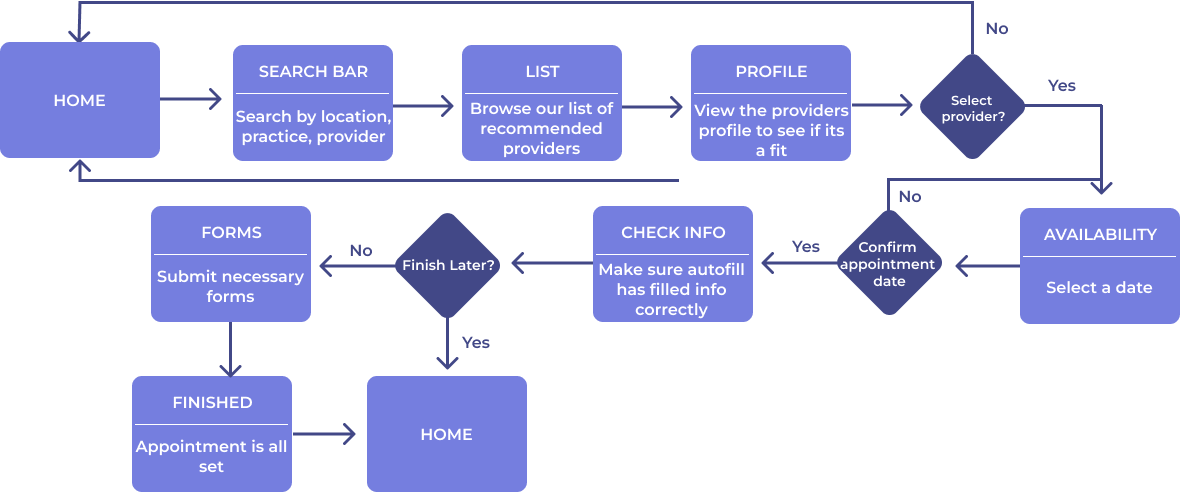 No
HOME
SEARCH BAR
Search by location,
practice, provider
LIST
Browse our list of
recommended
providers
PROFILE
View the providers
profile to see if its
a fit
Select
provider?
Yes
AVAILABILITY
Select a date
No
Confirm
appointment
date
Yes
CHECK INFO
Make sure autofill
has filled info
correctly
Finish Later?
No
FORMS
Submit necessary
forms
Yes
FINISHED
Appointment is all
set
HOME